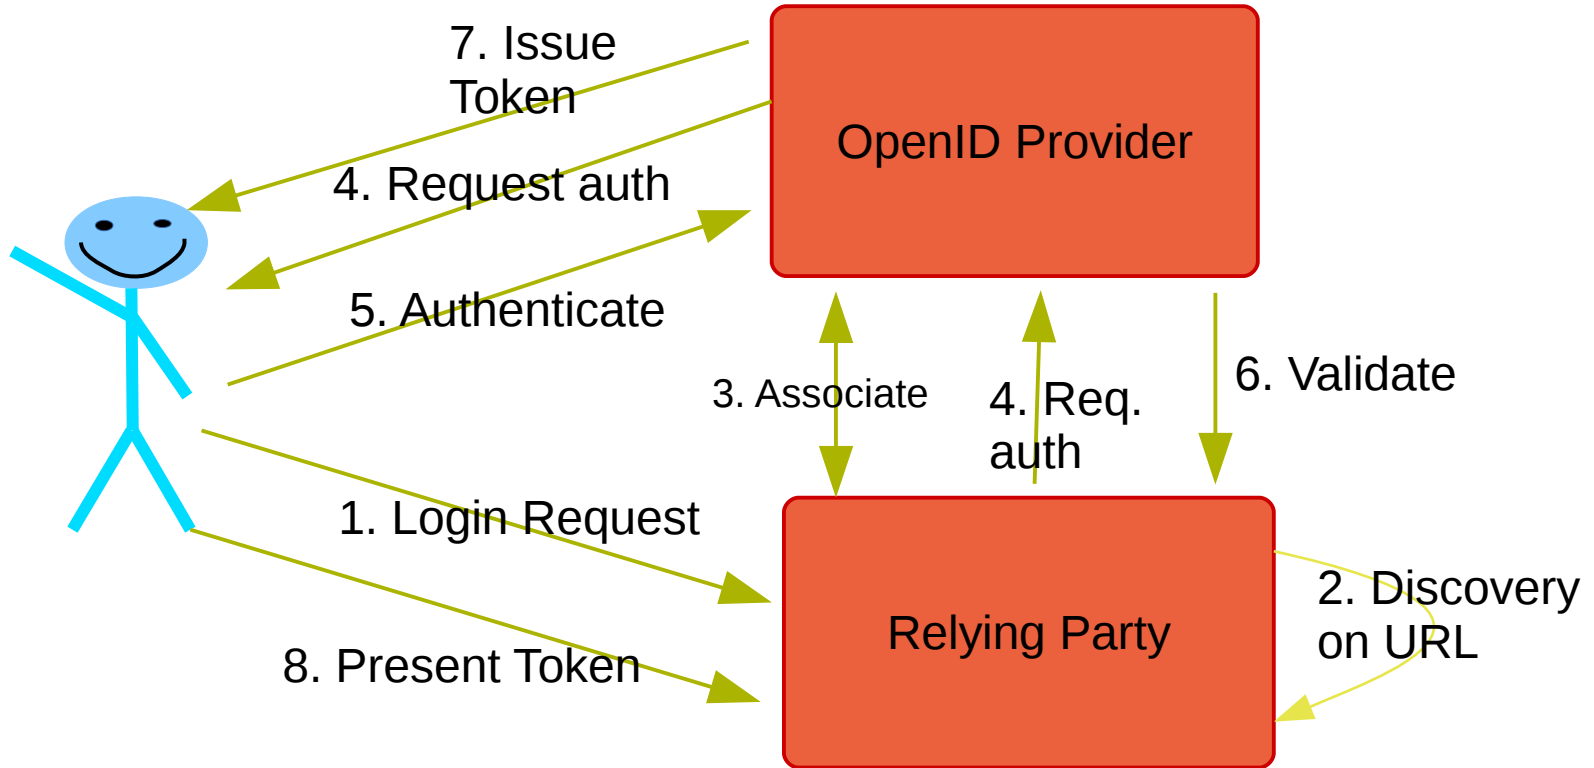 7. Issue
Token
OpenID Provider
4. Request auth
5. Authenticate
3. Associate
4. Req.
auth
6. Validate
1. Login Request
2. Discovery
on URL
Relying Party
8. Present Token